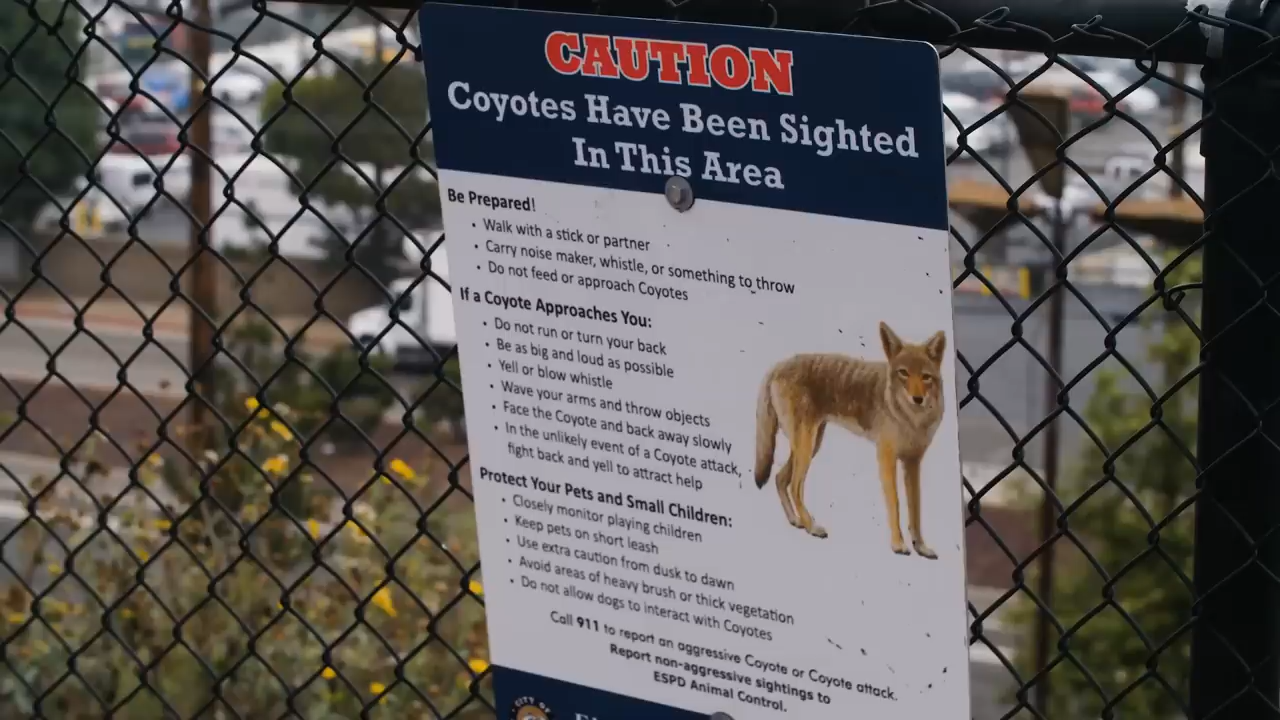 CAUTION
Coyotes Have Been Sighted
In This Area
Be Prepared!
• Walk with a stick or partner
• Carry noise maker, whistle, or something to throw
• Do not feed or approach Coyotes
If a Coyote Approaches You:
• Do not run or turn your back
• Be as big and loud as possible
• Yell or blow whistle
• Wave your arms and throw objects
• Face the Coyote and back away slowly
• In the unlikely event of a Coyote attack,
fight back and yell to attract help
Protect Your Pets and Small Children:
• Closely monitor playing children
• Keep pets on short leash
• Use extra caution from dusk to dawn
• Avoid areas of heavy brush or thick vegetation
• Do not allow dogs to interact with Coyotes
Call 911 to report an aggressive Coyote or Coyote attack.
Report non-aggressive sightings to
ESPD Animal Control.
CITY OF